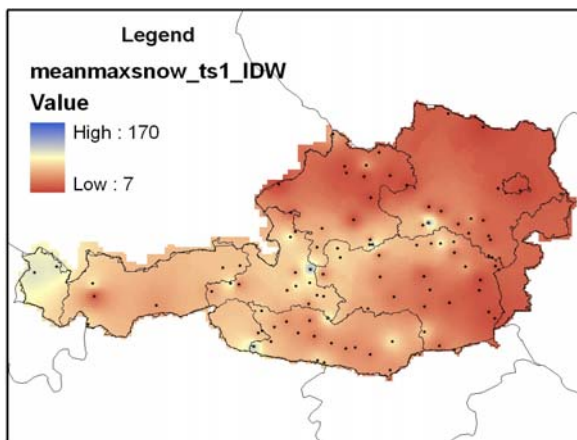 Legend
meanmaxsnow_ts1_IDW
Value
High : 170
Low : 7